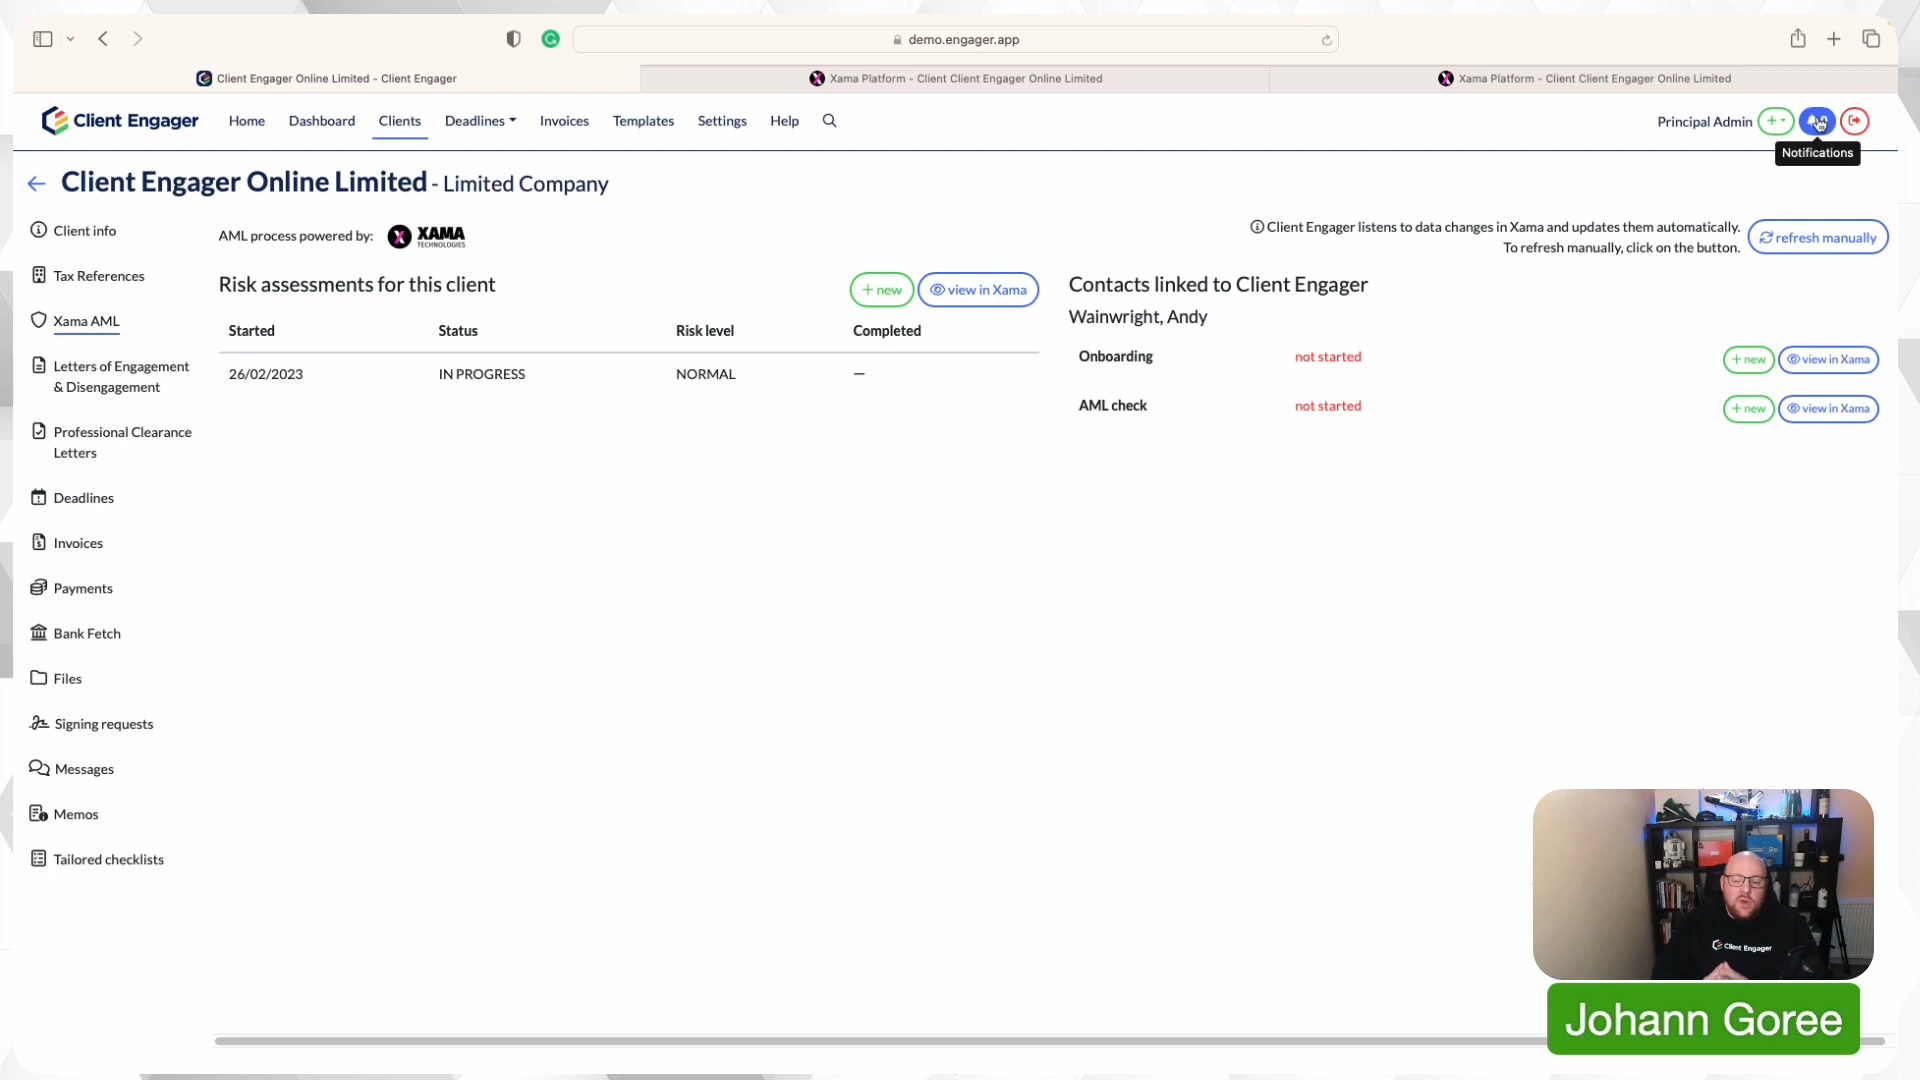 demo.engager.app
Client Engager Online Limited - Client Engager
Xama Platform - Client Client Engager Online Limited
Xama Platform - Client Client Engager Online Limited
Client Engager
Home
Dashboard
Clients
Deadlines
Invoices
Templates
Settings
Help
Principal Admin
Notifications
Client Engager Online Limited - Limited Company
Client info
Tax References
Xama AML
Letters of Engagement
& Disengagement
Professional Clearance
Letters
Deadlines
Invoices
Payments
Bank Fetch
Files
Signing requests
Messages
Memos
Tailored checklists
AML process powered by:
XAMA
TECHNOLOGIES
Client Engager listens to data changes in Xama and updates them automatically.
To refresh manually, click on the button.
refresh manually
Risk assessments for this client
+ new
view in Xama
Started Status Risk level Completed
26/02/2023 IN PROGRESS NORMAL —
Contacts linked to Client Engager
Wainwright, Andy
Onboarding not started + new view in Xama
AML check not started + new view in Xama
Client Engager
Johann Goree